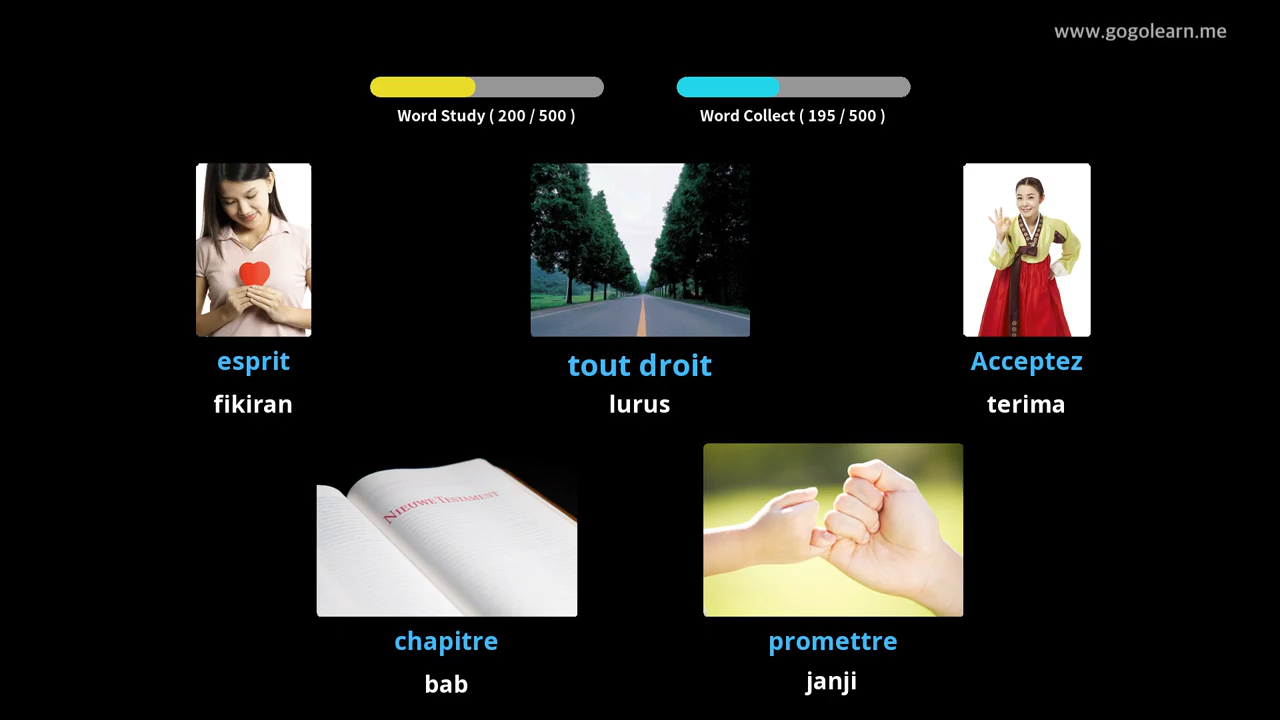 www.gogolearn.me
Word Study ( 200 / 500 )
Word Collect ( 195 / 500 )
esprit
fikiran
tout droit
lurus
Acceptez
terima
NIEUWE TESTAMENT
chapitre
bab
promettre
janji